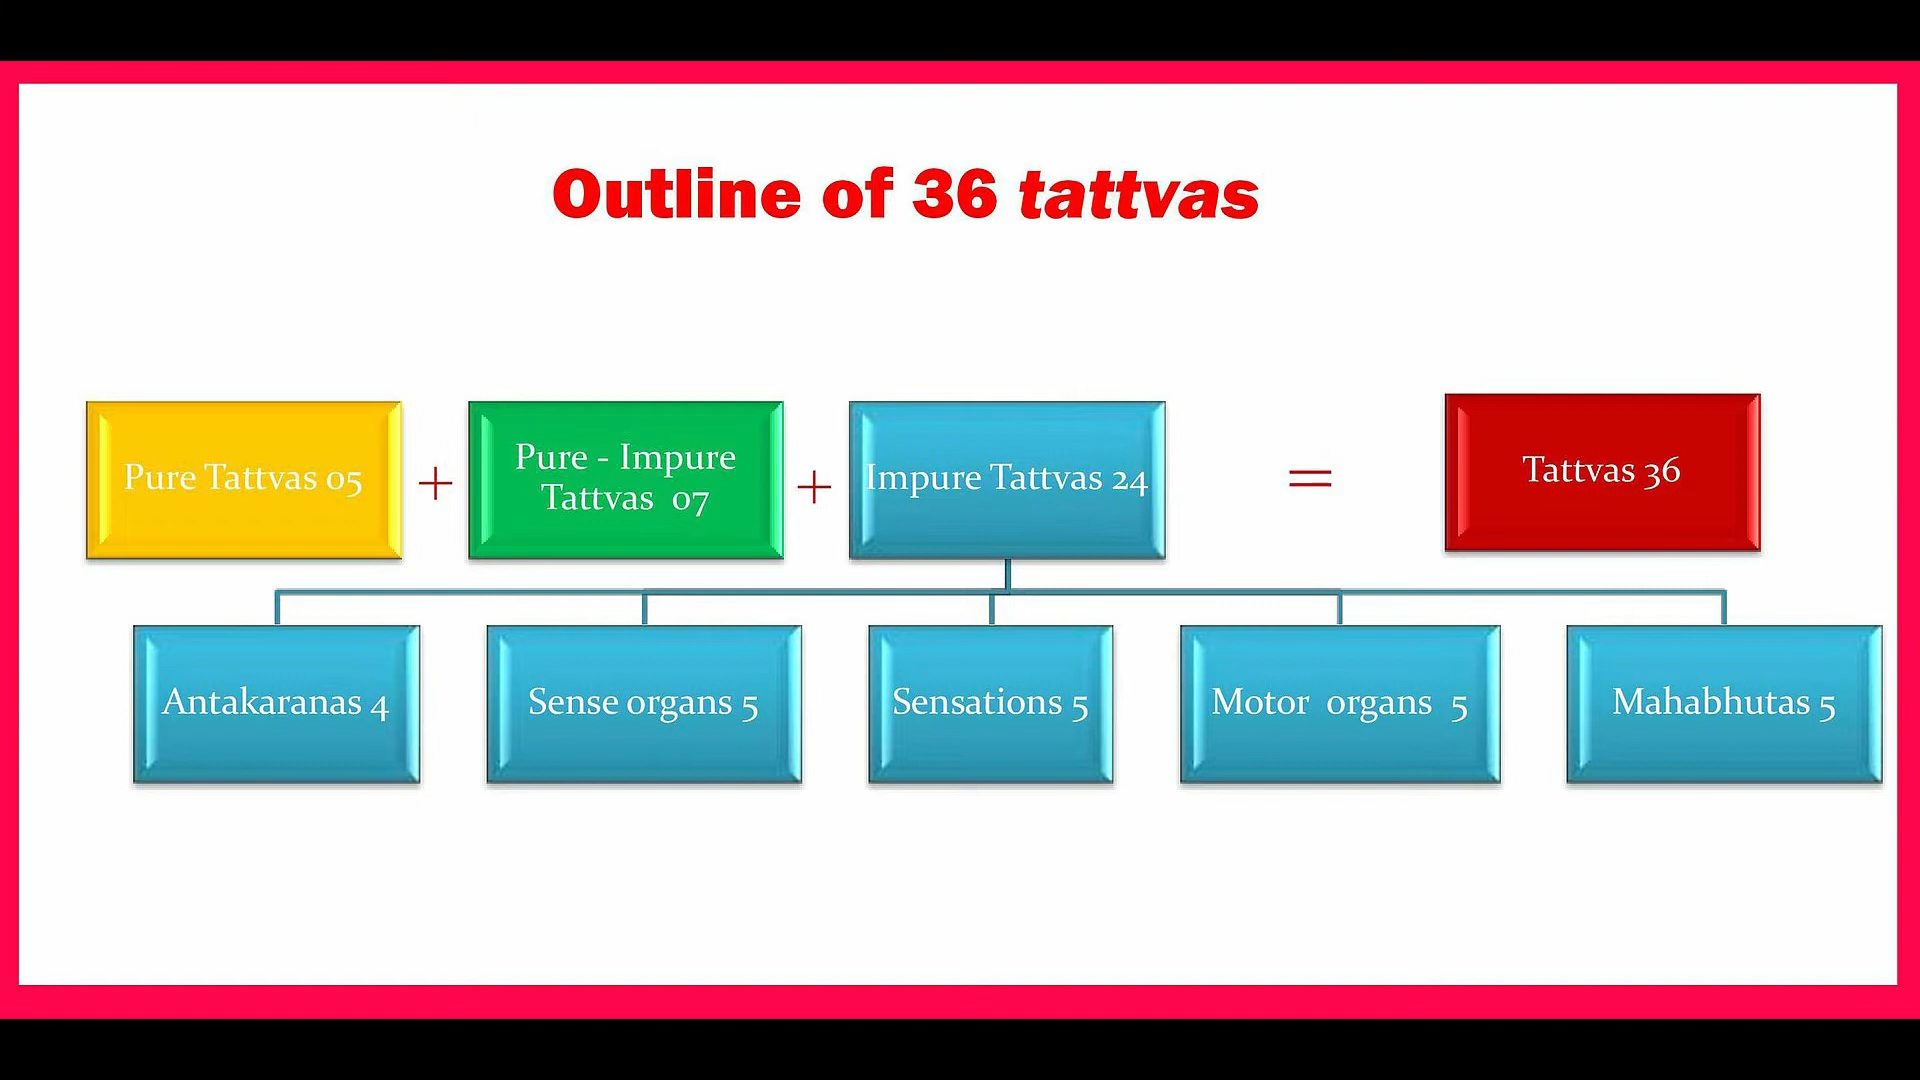 Outline of 36 tattvas
Pure Tattvas 05
+
Pure - Impure
Tattvas 07
+
Impure Tattvas 24
=
Tattvas 36
Antakaranas 4
Sense organs 5
Sensations 5
Motor organs 5
Mahabhutas 5